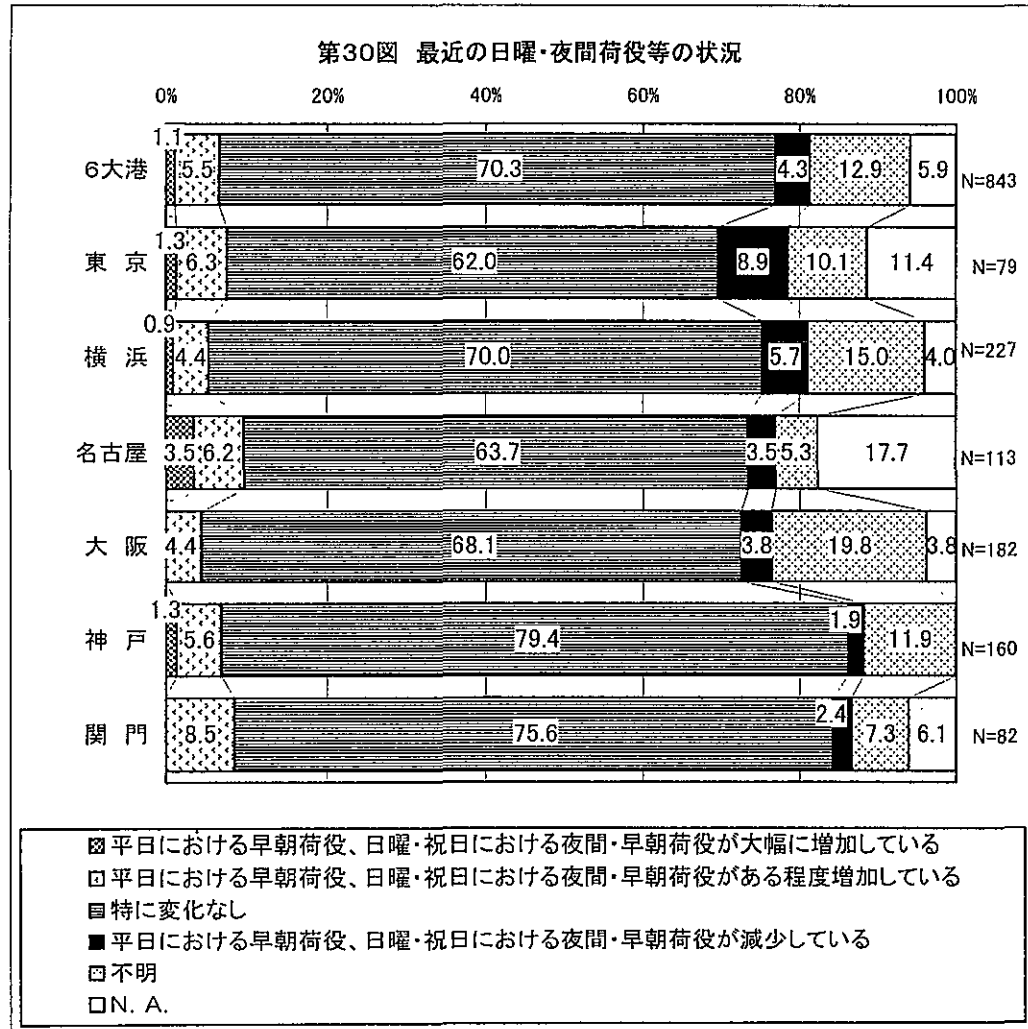 第30図 最近の日曜・夜間荷役等の状況
0% 20% 40% 60% 80% 100%
6大港 1.1 5.5 70.3 4.3 12.9 5.9 N=843
東 京 1.3 6.3 62.0 8.9 10.1 11.4 N=79
横 浜 0.9 4.4 70.0 5.7 15.0 4.0 N=227
名古屋 3.5 6.2 63.7 3.5 5.3 17.7 N=113
大 阪 4.4 68.1 3.8 19.8 3.8 N=182
神 戸 1.3 5.6 79.4 1.9 11.9 N=160
関 門 8.5 75.6 2.4 7.3 6.1 N=82
平日における早朝荷役、日曜・祝日における夜間・早朝荷役が大幅に増加している
平日における早朝荷役、日曜・祝日における夜間・早朝荷役がある程度増加している
特に変化なし
平日における早朝荷役、日曜・祝日における夜間・早朝荷役が減少している
不明
N. A.